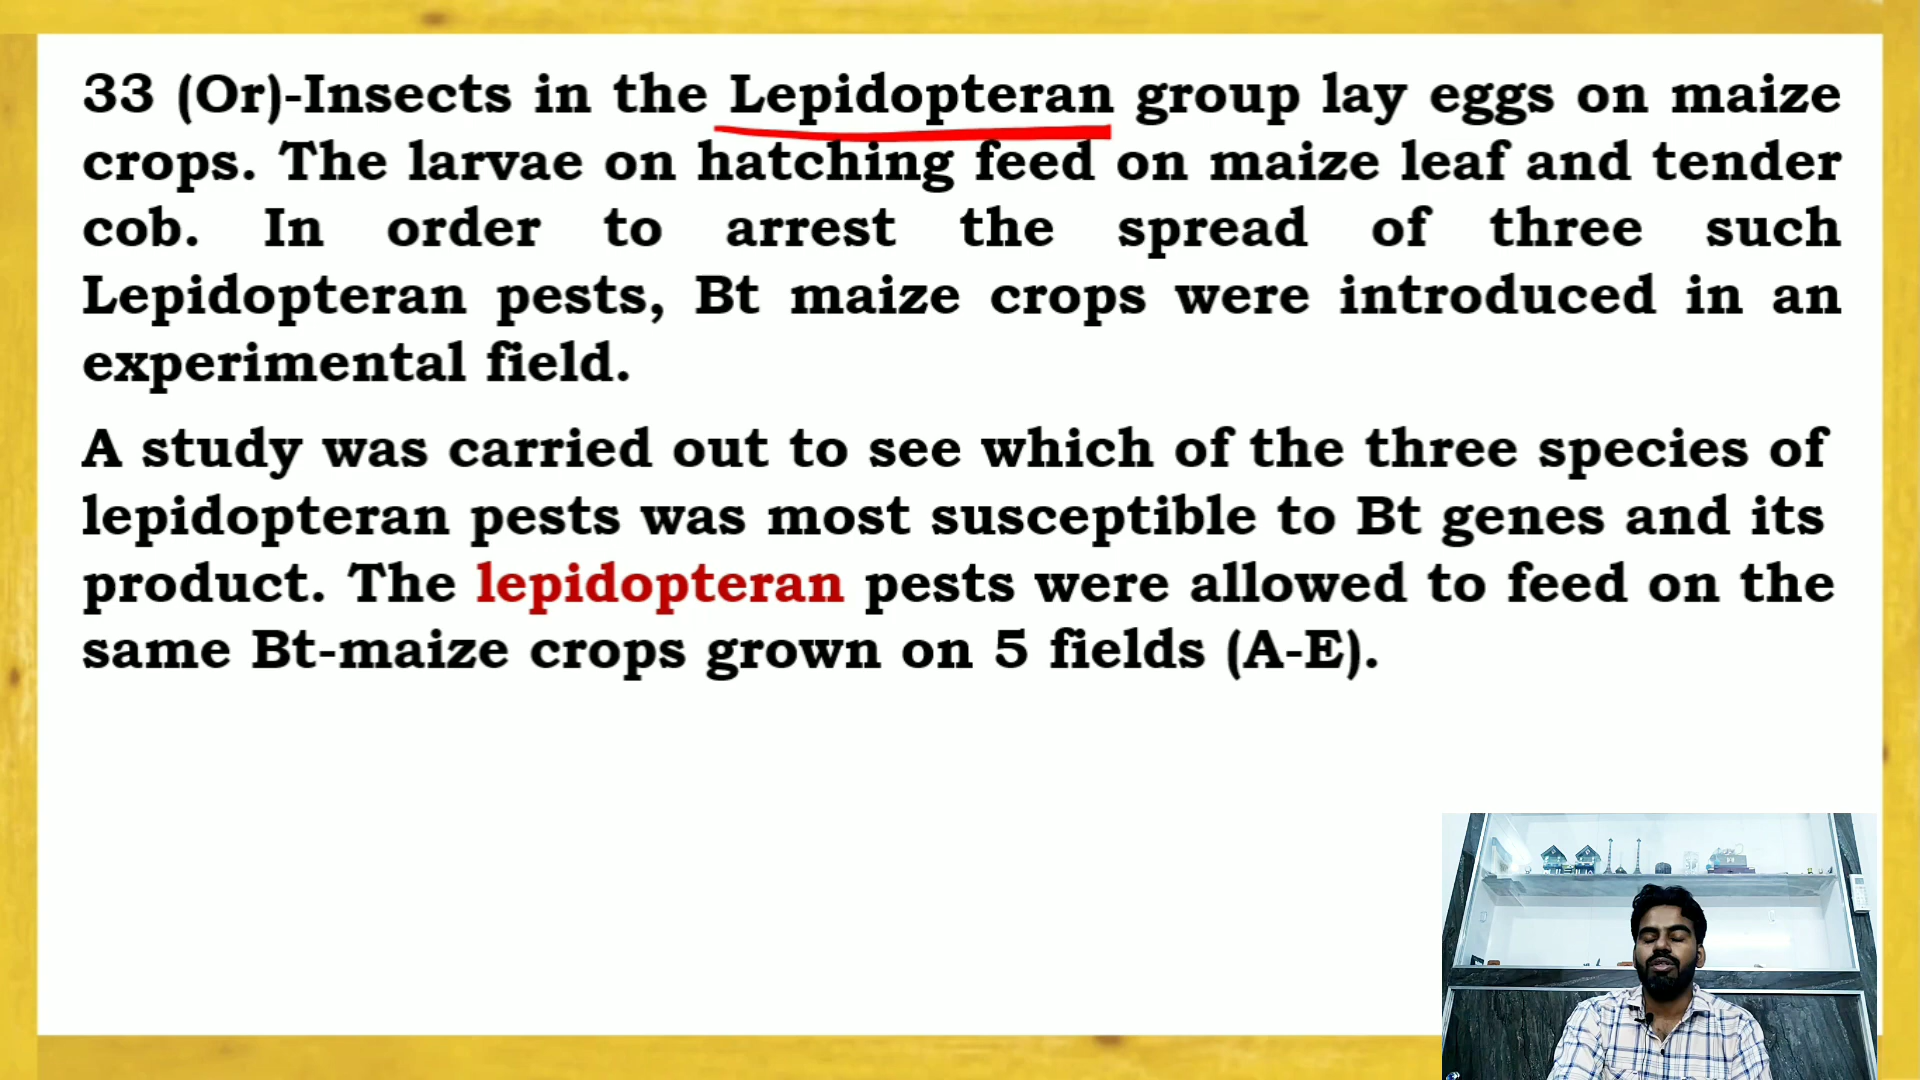 33 (Or)-Insects in the Lepidopteran group lay eggs on maize
crops. The larvae on hatching feed on maize leaf and tender
cob. In order to arrest the spread of three such
Lepidopteran pests, Bt maize crops were introduced in an
experimental field.
A study was carried out to see which of the three species of
lepidopteran pests was most susceptible to Bt genes and its
product. The lepidopteran pests were allowed to feed on the
same Bt-maize crops grown on 5 fields (A-E).